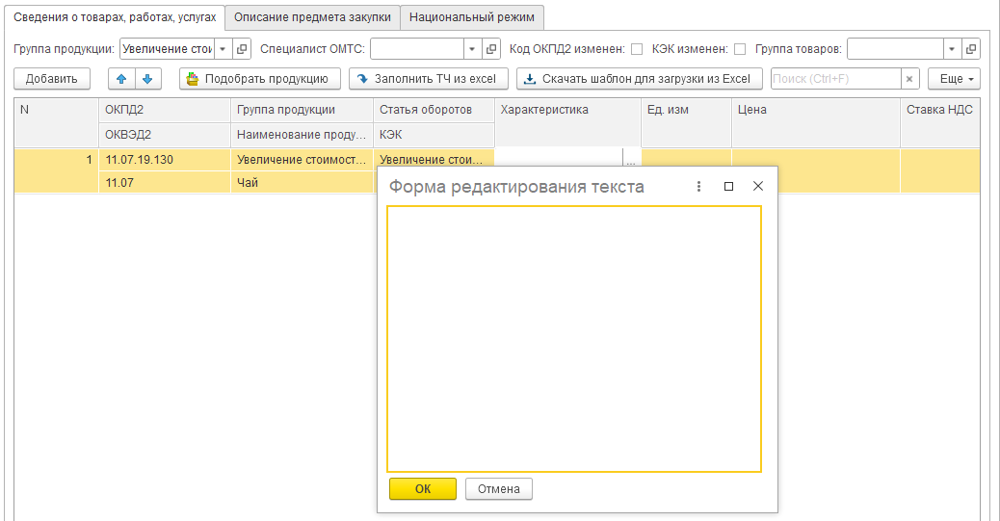 Сведения о товарах, работах, услугах Описание предмета закупки Национальный режим
Группа продукции: Увеличение стои Специалист ОМТС: Код ОКПД2 изменен: КЭК изменен: Группа товаров:
Добавить Подобрать продукцию Заполнить ТЧ из excel Скачать шаблон для загрузки из Excel Поиск (Ctrl+F) × Еще
N ОКПД2 Группа продукции Статья оборотов Характеристика Ед. изм Цена Ставка НДС
ОКВЭД2 Наименование проду... КЭК
1 11.07.19.130 Увеличение стоимост... Увеличение стои... ...
11.07 Чай
Форма редактирования текста
ОК Отмена